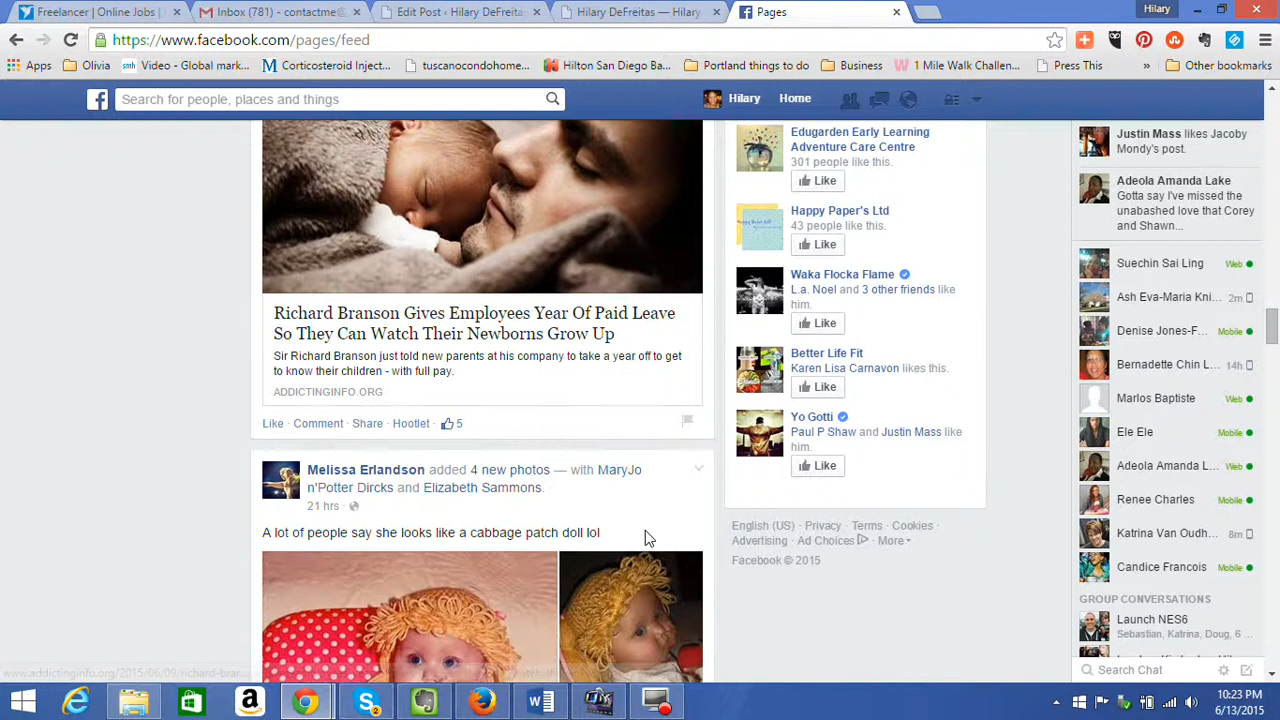 Freelancer | Online Jobs |
Inbox (781) - contactme@
Edit Post ‹ Hilary DeFreita
Hilary DeFreitas — Hilary
Pages
Hilary
https://www.facebook.com/pages/feed
Apps
Olivia
Video - Global mark...
Corticosteroid Inject...
tuscanocondohome...
Hilton San Diego Ba...
Portland things to do
Business
1 Mile Walk Challen...
Press This
»
Other bookmarks
Search for people, places and things
Hilary
Home
Richard Branson Gives Employees Year Of Paid Leave
So They Can Watch Their Newborns Grow Up
Sir Richard Branson just told new parents at his company to take a year off to get
to know their children - with full pay.
ADDICTINGINFO.ORG
Like · Comment · Share · Hootlet · 5
Melissa Erlandson added 4 new photos — with MaryJo
n'Potter Dircks and Elizabeth Sammons.
21 hrs ·
A lot of people say she looks like a cabbage patch doll lol
Edugarden Early Learning
Adventure Care Centre
301 people like this.
Like
Happy Paper's Ltd
43 people like this.
Like
Waka Flocka Flame
L.a. Noel and 3 other friends like
him.
Like
Better Life Fit
Karen Lisa Carnavon likes this.
Like
Yo Gotti
Paul P Shaw and Justin Mass like
him.
Like
English (US) · Privacy · Terms · Cookies ·
Advertising · Ad Choices · More
Facebook © 2015
Justin Mass likes Jacoby
Mondy's post.
Adeola Amanda Lake
Gotta say I've missed the
unabashed love that Corey
and Shawn...
Suechin Sai Ling Web
Ash Eva-Maria Kni... 2m
Denise Jones-F... Mobile
Bernadette Chin L... 14h
Marlos Baptiste Web
Ele Ele Mobile
Adeola Amanda L... Web
Renee Charles Mobile
Katrina Van Oudh... 8m
Candice Francois Mobile
GROUP CONVERSATIONS
Launch NES6
Sebastian, Katrina, Doug, 6 ...
Search Chat
www.addictinginfo.org/2015/06/09/richard-bran
10:23 PM
6/13/2015